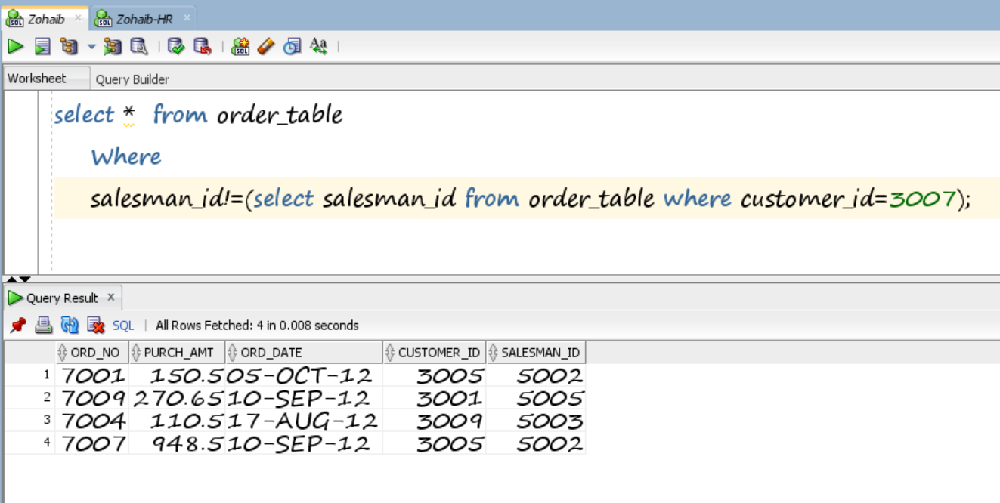 Zohaib Zohaib-HR
Worksheet Query Builder
select * from order_table
Where
salesman_id!=(select salesman_id from order_table where customer_id=3007);
Query Result x
SQL | All Rows Fetched: 4 in 0.008 seconds
ORD_NO PURCH_AMT ORD_DATE CUSTOMER_ID SALESMAN_ID
1 7001 150.5 05-OCT-12 3005 5002
2 7009 270.65 10-SEP-12 3001 5005
3 7004 110.5 17-AUG-12 3009 5003
4 7007 948.5 10-SEP-12 3005 5002